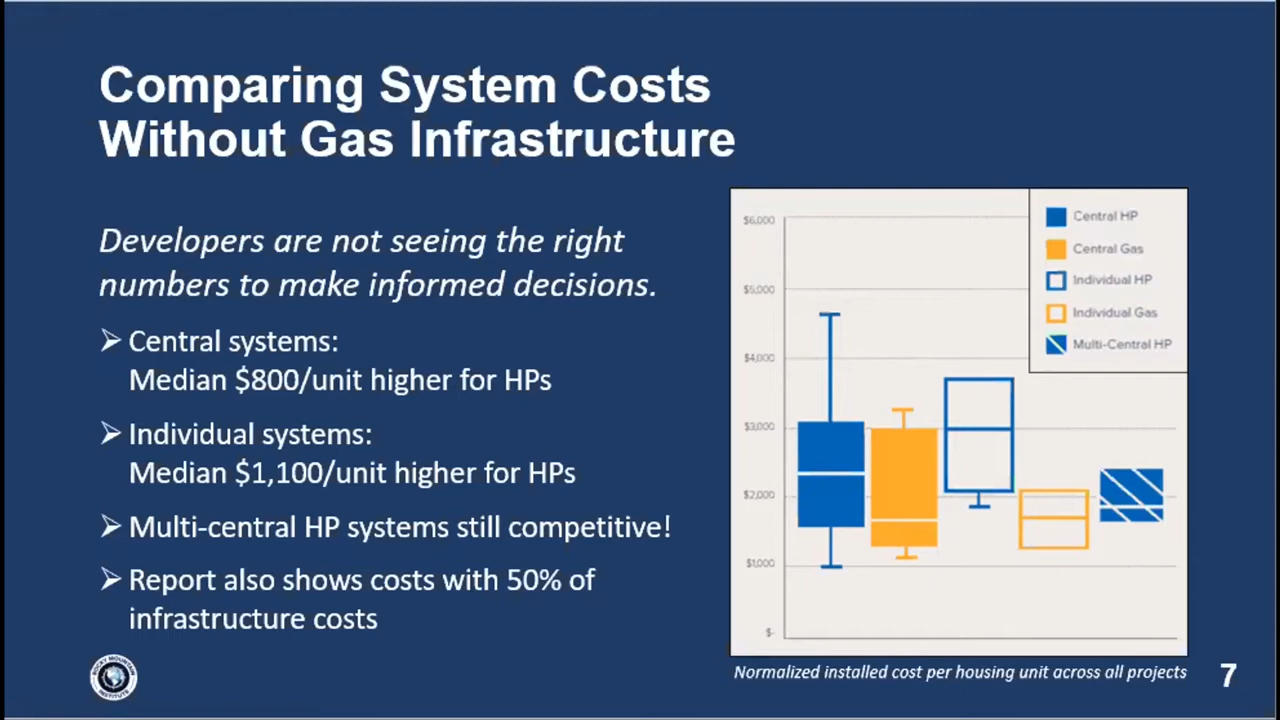 Comparing System Costs
Without Gas Infrastructure
Developers are not seeing the right
numbers to make informed decisions.
Central systems:
Median $800/unit higher for HPs
Individual systems:
Median $1,100/unit higher for HPs
Multi-central HP systems still competitive!
Report also shows costs with 50% of
infrastructure costs
$6,000
$5,000
$4,000
$3,000
$2,000
$1,000
$-
Central HP
Central Gas
Individual HP
Individual Gas
Multi-Central HP
Normalized installed cost per housing unit across all projects
ROCKY MOUNTAIN
INSTITUTE
7